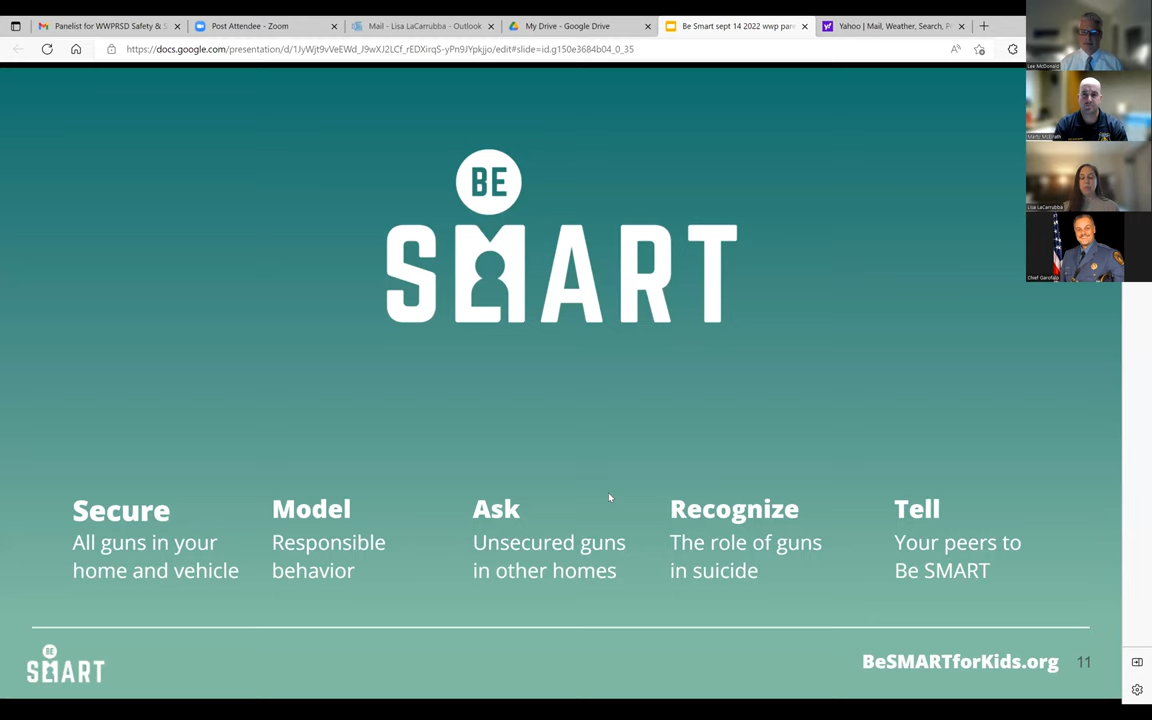 Panelist for WWPRSD Safety & S
Post Attendee - Zoom
Mail - Lisa LaCarrubba - Outlook
My Drive - Google Drive
Be Smart sept 14 2022 wwp pare
Yahoo | Mail, Weather, Search, P
https://docs.google.com/presentation/d/1JyWjt9vVeEWd_J9wXJ2LCf_rEDXirqS-yPn9JYpkjjo/edit#slide=id.g150e3684b04_0_35
Lee McDonald
Lisa LaCarrubba
Chief Garofalo
BE
SMART
Secure
All guns in your
home and vehicle
Model
Responsible
behavior
Ask
Unsecured guns
in other homes
Recognize
The role of guns
in suicide
Tell
Your peers to
Be SMART
BE
SMART
BeSMARTforKids.org 11